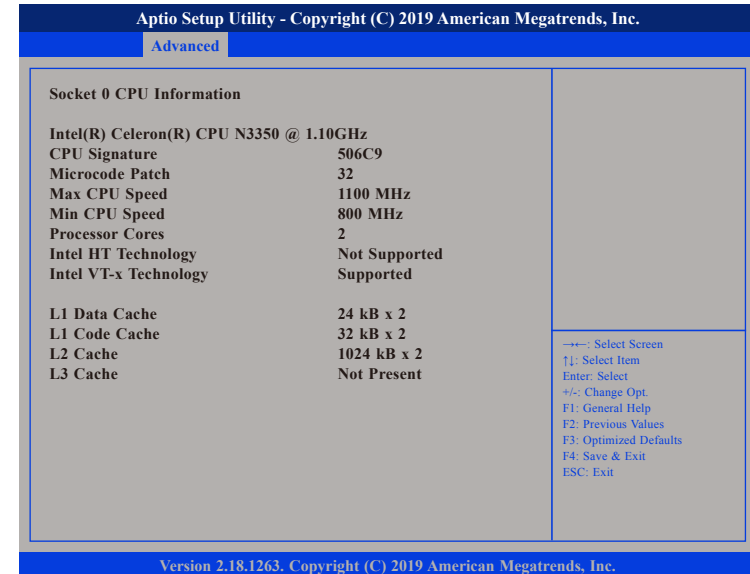 Aptio Setup Utility - Copyright (C) 2019 American Megatrends, Inc.
Advanced
Socket 0 CPU Information
Intel(R) Celeron(R) CPU N3350 @ 1.10GHz
CPU Signature 506C9
Microcode Patch 32
Max CPU Speed 1100 MHz
Min CPU Speed 800 MHz
Processor Cores 2
Intel HT Technology Not Supported
Intel VT-x Technology Supported
L1 Data Cache 24 kB x 2
L1 Code Cache 32 kB x 2
L2 Cache 1024 kB x 2
L3 Cache Not Present
→←: Select Screen
↑↓: Select Item
Enter: Select
+/-: Change Opt.
F1: General Help
F2: Previous Values
F3: Optimized Defaults
F4: Save & Exit
ESC: Exit
Version 2.18.1263. Copyright (C) 2019 American Megatrends, Inc.